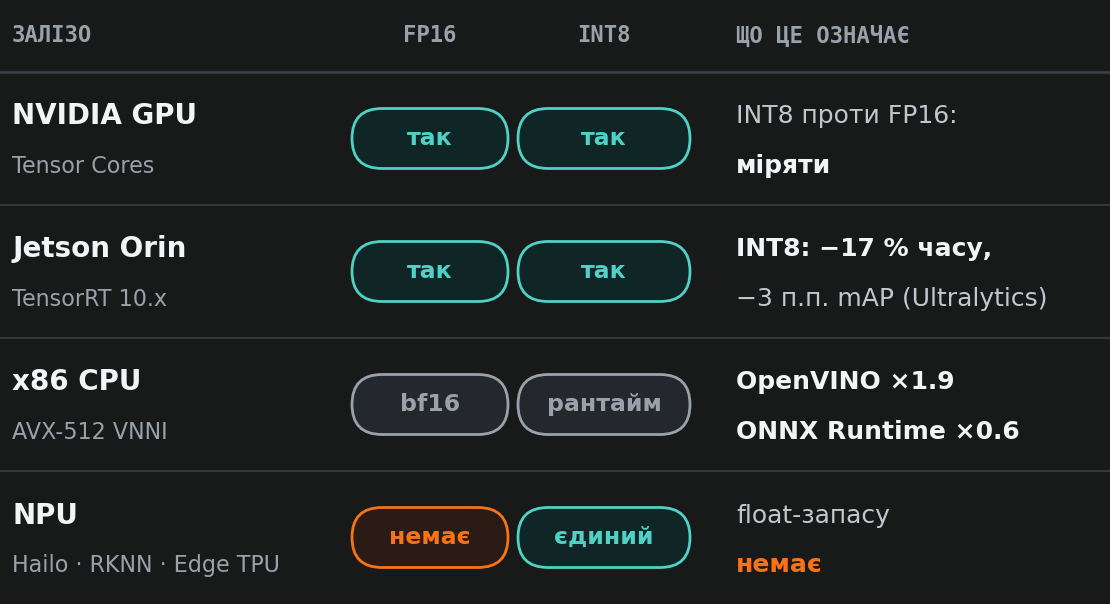 ЗАЛІЗО FP16 INT8 ЩО ЦЕ ОЗНАЧАЄ
NVIDIA GPU
Tensor Cores
так
так
INT8 проти FP16:
міряти
Jetson Orin
TensorRT 10.x
так
так
INT8: −17 % часу,
−3 п.п. mAP (Ultralytics)
x86 CPU
AVX-512 VNNI
bf16
рантайм
OpenVINO ×1.9
ONNX Runtime ×0.6
NPU
Hailo · RKNN · Edge TPU
немає
єдиний
float-запасу
немає